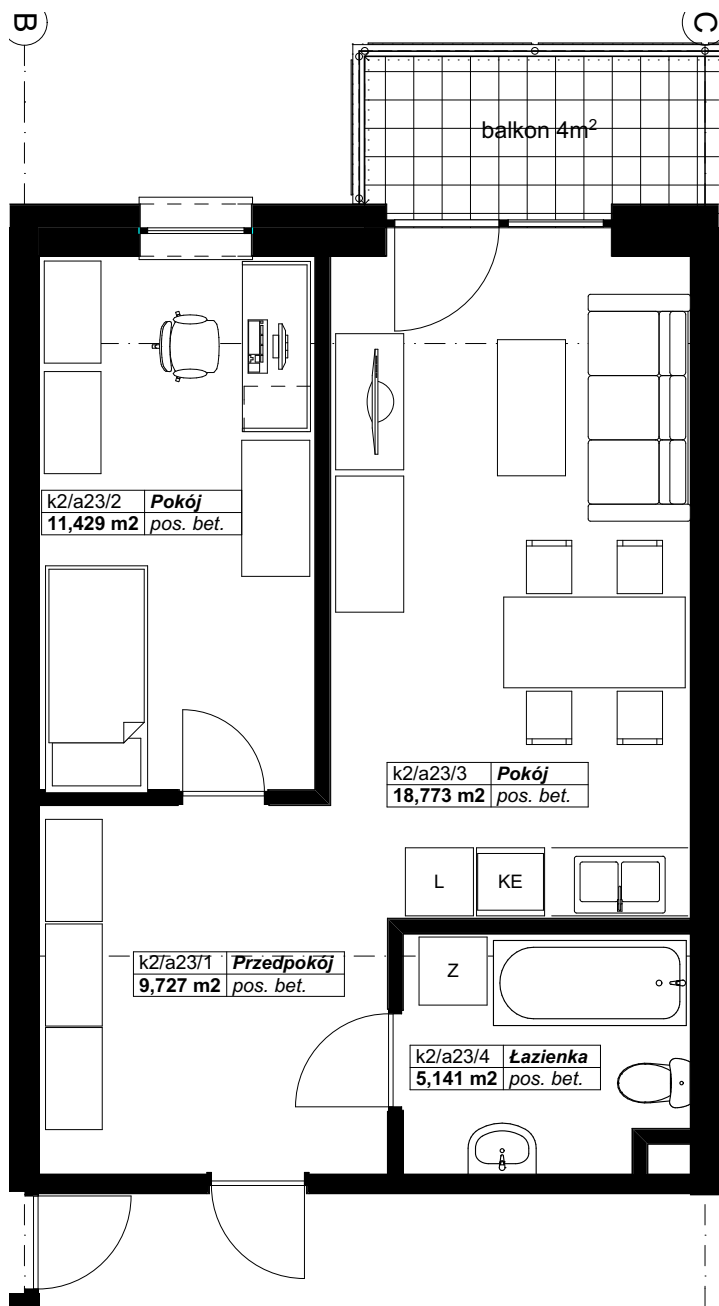 B
C
balkon 4m²
k2/a23/2 Pokój
11,429 m2 pos. bet.
k2/a23/3 Pokój
18,773 m2 pos. bet.
L
KE
k2/a23/1 Przedpokój
9,727 m2 pos. bet.
Z
k2/a23/4 Łazienka
5,141 m2 pos. bet.